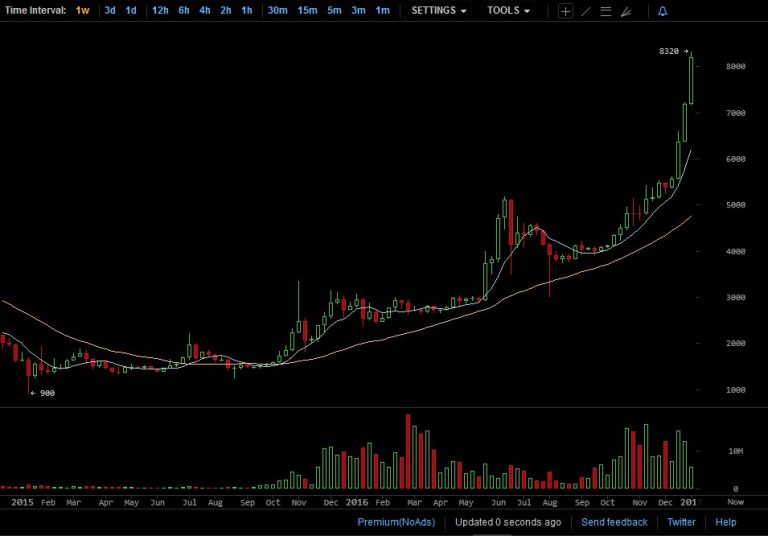 Time Interval: 1w 3d 1d 12h 6h 4h 2h 1h 30m 15m 5m 3m 1m SETTINGS TOOLS
8320
8000
7000
6000
5000
4000
3000
2000
1000
900
10M
0
2015 Feb Mar Apr May Jun Jul Aug Sep Oct Nov Dec 2016 Feb Mar Apr May Jun Jul Aug Sep Oct Nov Dec 2017 Now
Premium(NoAds) Updated 0 seconds ago Send feedback Twitter Help